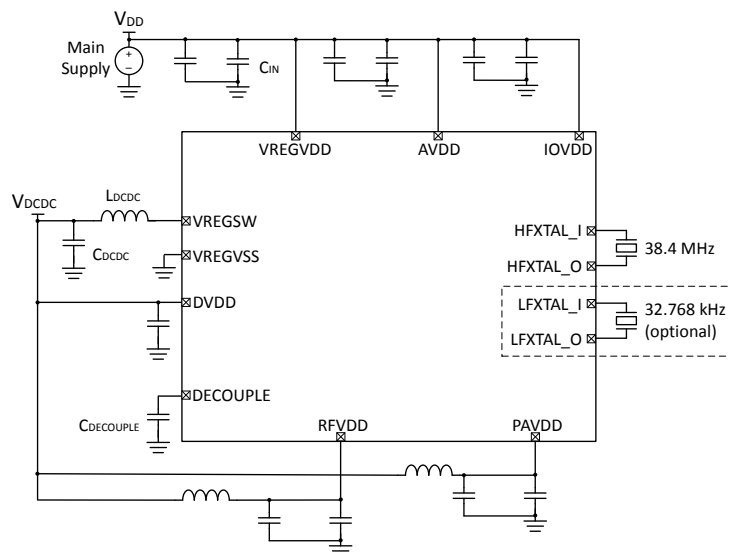 VDD
Main
Supply
+
−
CIN
VREGVDD
AVDD
IOVDD
VDCDC
LDCDC
VREGSW
CDCDC
VREGVSS
DVDD
HFXTAL_I
38.4 MHz
HFXTAL_O
LFXTAL_I
32.768 kHz
(optional)
LFXTAL_O
DECOUPLE
CDECOUPLE
RFVDD
PAVDD